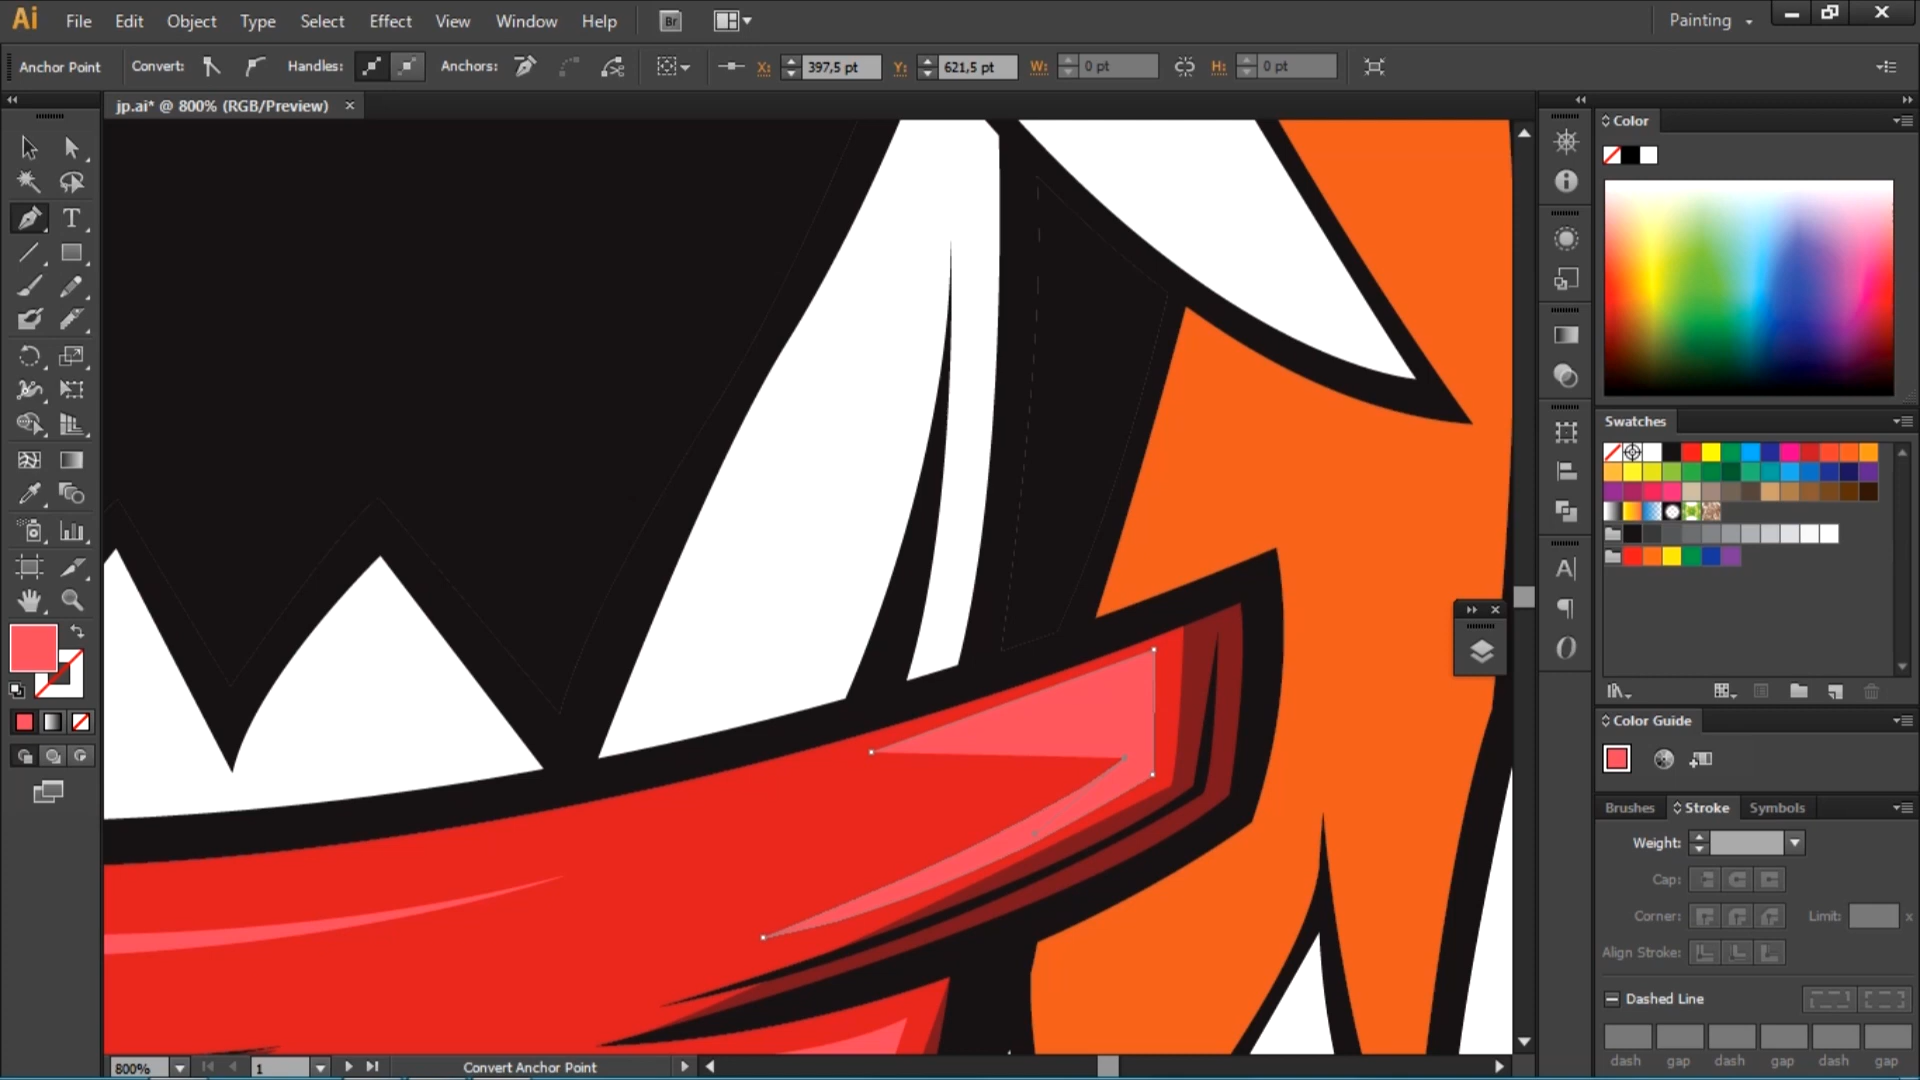 Ai File Edit Object Type Select Effect View Window Help Br Painting
Anchor Point Convert: Handles: Anchors: X: 397,5 pt Y: 621,5 pt W: 0 pt H: 0 pt
jp.ai* @ 800% (RGB/Preview)
Color
Swatches
Color Guide
Brushes Stroke Symbols
Weight:
Cap:
Corner: Limit: x
Align Stroke:
Dashed Line
dash gap dash gap dash gap
800% 1 Convert Anchor Point